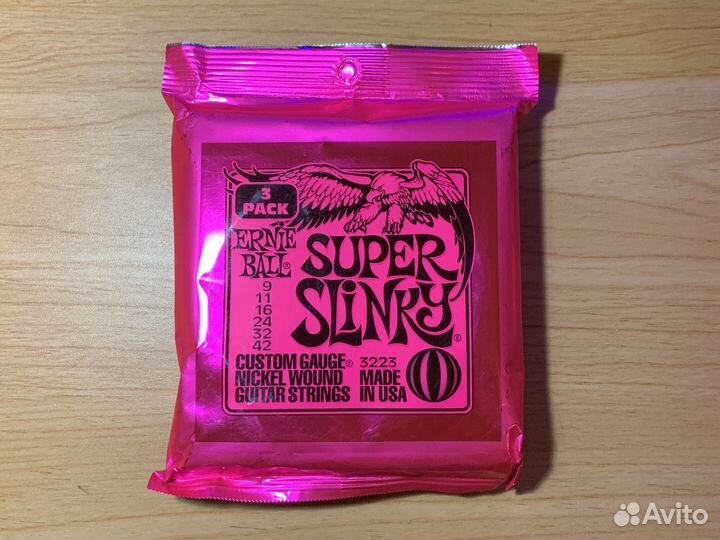 3
PACK
ERNIE
BALL®
SUPER
SLINKY®
9
11
16
24
32
42
CUSTOM GAUGE® 3223
NICKEL WOUND MADE
GUITAR STRINGS IN USA
Avito